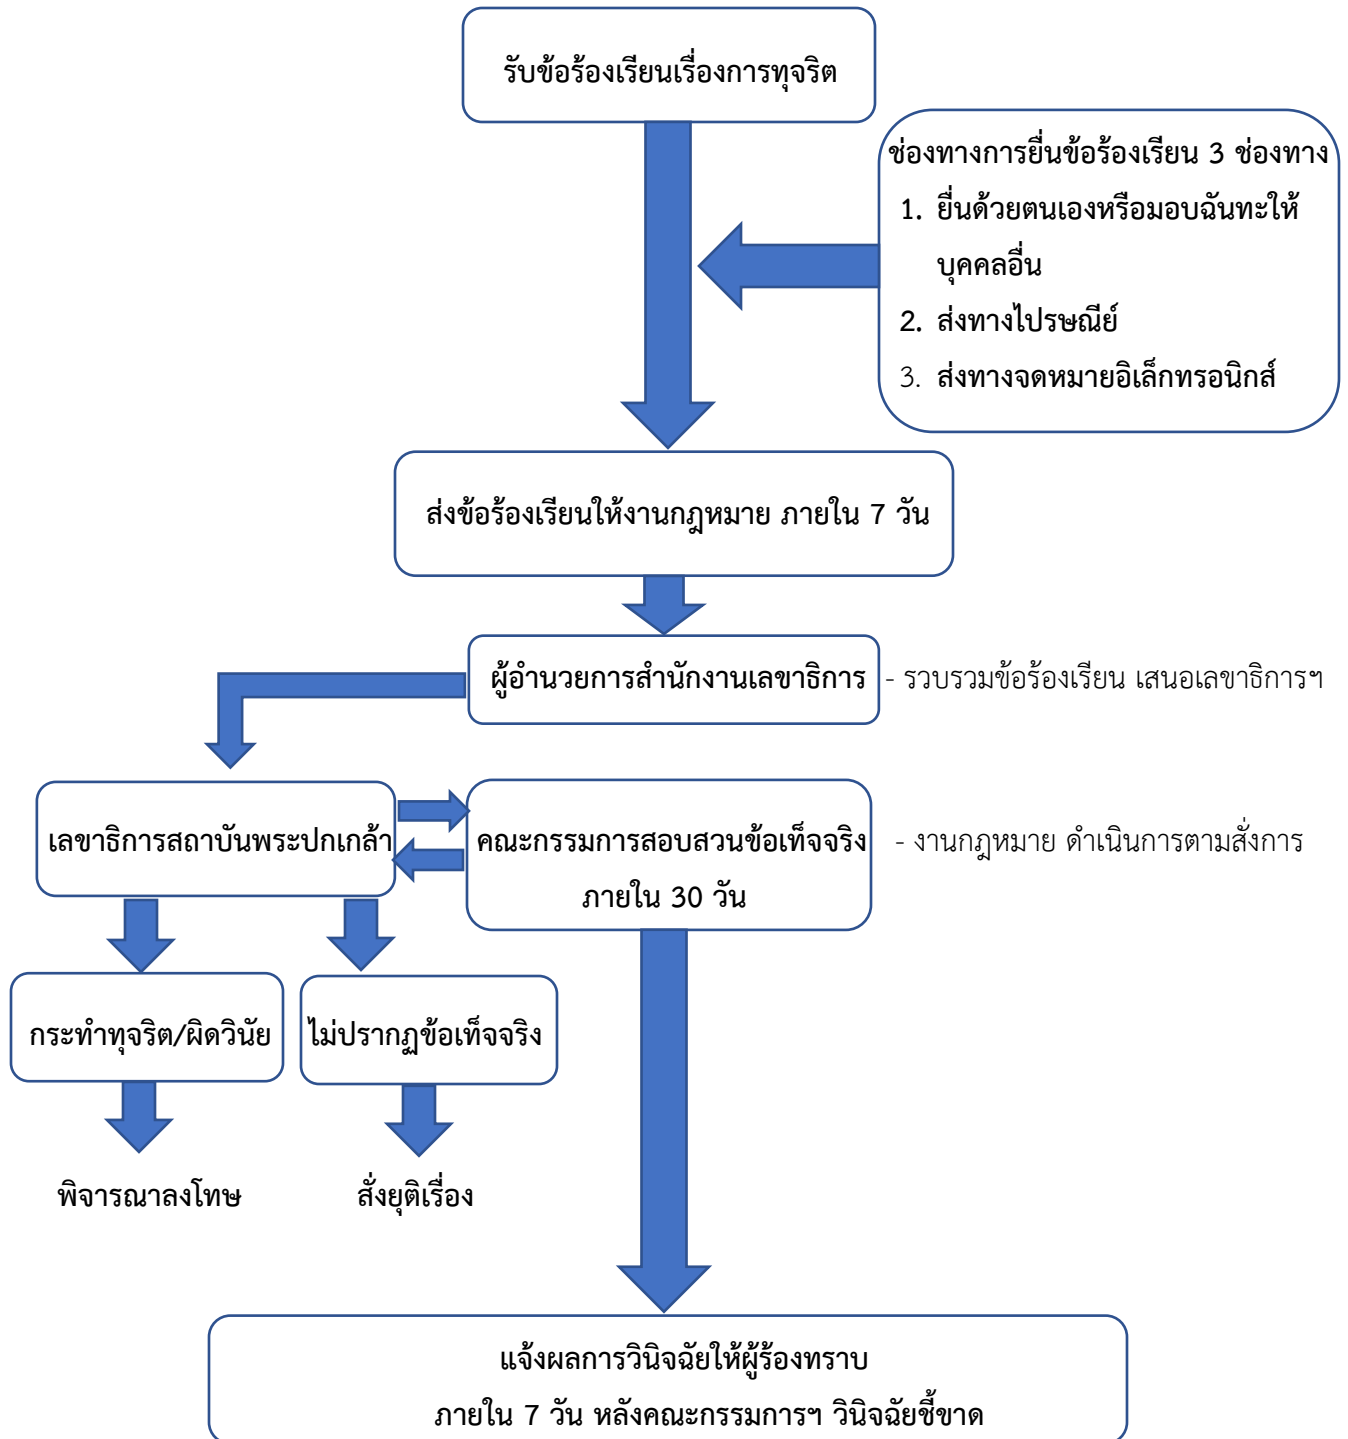 รับข้อร้องเรียนเรื่องการทุจริต
ช่องทางการยื่นข้อร้องเรียน 3 ช่องทาง
1. ยื่นด้วยตนเองหรือมอบฉันทะให้
บุคคลอื่น
2. ส่งทางไปรษณีย์
3. ส่งทางจดหมายอิเล็กทรอนิกส์
ส่งข้อร้องเรียนให้งานกฎหมาย ภายใน 7 วัน
ผู้อำนวยการสำนักงานเลขาธิการ
- รวบรวมข้อร้องเรียน เสนอเลขาธิการฯ
เลขาธิการสถาบันพระปกเกล้า
คณะกรรมการสอบสวนข้อเท็จจริง
ภายใน 30 วัน
- งานกฎหมาย ดำเนินการตามสั่งการ
กระทำทุจริต/ผิดวินัย
ไม่ปรากฏข้อเท็จจริง
พิจารณาลงโทษ
สั่งยุติเรื่อง
แจ้งผลการวินิจฉัยให้ผู้ร้องทราบ
ภายใน 7 วัน หลังคณะกรรมการฯ วินิจฉัยชี้ขาด